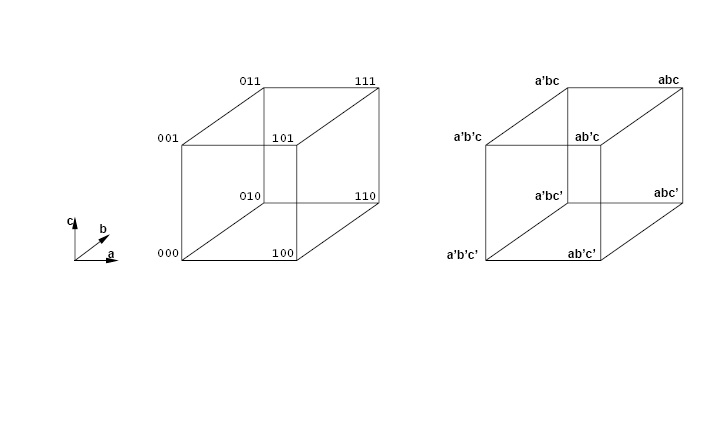 011 111 a'bc abc
001 101 a'b'c ab'c
010 110 a'bc' abc'
c b a
000 100 a'b'c' ab'c'